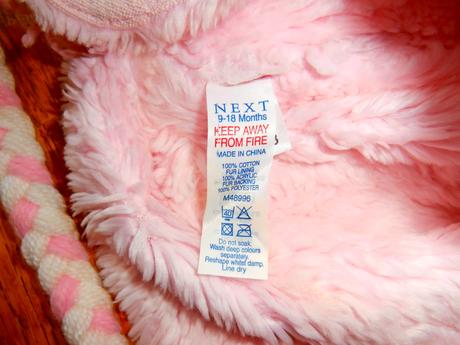 NEXT
9-18 Months
KEEP AWAY
FROM FIRE
MADE IN CHINA
100% COTTON
FUR LINING
100% ACRYLIC
FUR BACKING
100% POLYESTER
M48996
40
Do not soak.
Wash deep colours
separately.
Reshape whilst damp.
Line dry